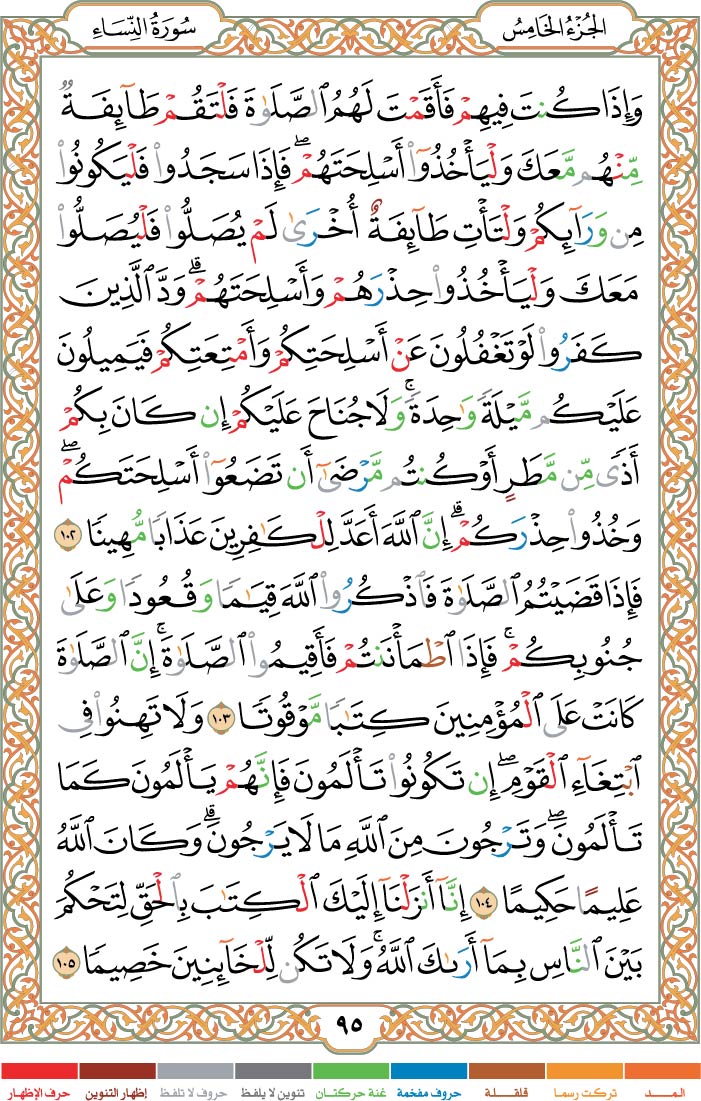 سُورَةُ النِّسَاءِ الجُزْءُ الخَامِسُ
وَإِذَا كُنتَ فِيهِمْ فَأَقَمْتَ لَهُمُ ٱلصَّلَوٰةَ فَلْتَقُمْ طَآئِفَةٌ
مِّنْهُم مَّعَكَ وَلْيَأْخُذُوٓا۟ أَسْلِحَتَهُمْ ۖ فَإِذَا سَجَدُوا۟ فَلْيَكُونُوا۟
مِن وَرَآئِكُمْ وَلْتَأْتِ طَآئِفَةٌ أُخْرَىٰ لَمْ يُصَلُّوا۟ فَلْيُصَلُّوا۟
مَعَكَ وَلْيَأْخُذُوا۟ حِذْرَهُمْ وَأَسْلِحَتَهُمْ ۗ وَدَّ ٱلَّذِينَ
كَفَرُوا۟ لَوْ تَغْفُلُونَ عَنْ أَسْلِحَتِكُمْ وَأَمْتِعَتِكُمْ فَيَمِيلُونَ
عَلَيْكُم مَّيْلَةً وَٰحِدَةً ۚ وَلَا جُنَاحَ عَلَيْكُمْ إِن كَانَ بِكُمْ
أَذًى مِّن مَّطَرٍ أَوْ كُنتُم مَّرْضَىٰٓ أَن تَضَعُوٓا۟ أَسْلِحَتَكُمْ ۖ
وَخُذُوا۟ حِذْرَكُمْ ۗ إِنَّ ٱللَّهَ أَعَدَّ لِلْكَٰفِرِينَ عَذَابًا مُّهِينًا ١٠٢
فَإِذَا قَضَيْتُمُ ٱلصَّلَوٰةَ فَٱذْكُرُوا۟ ٱللَّهَ قِيَٰمًا وَقُعُودًا وَعَلَىٰ
جُنُوبِكُمْ ۚ فَإِذَا ٱطْمَأْنَنتُمْ فَأَقِيمُوا۟ ٱلصَّلَوٰةَ ۚ إِنَّ ٱلصَّلَوٰةَ
كَانَتْ عَلَى ٱلْمُؤْمِنِينَ كِتَٰبًا مَّوْقُوتًا ١٠٣ وَلَا تَهِنُوا۟ فِى
ٱبْتِغَآءِ ٱلْقَوْمِ ۖ إِن تَكُونُوا۟ تَأْلَمُونَ فَإِنَّهُمْ يَأْلَمُونَ كَمَا
تَأْلَمُونَ ۖ وَتَرْجُونَ مِنَ ٱللَّهِ مَا لَا يَرْجُونَ ۗ وَكَانَ ٱللَّهُ
عَلِيمًا حَكِيمًا ١٠٤ إِنَّآ أَنزَلْنَآ إِلَيْكَ ٱلْكِتَٰبَ بِٱلْحَقِّ لِتَحْكُمَ
بَيْنَ ٱلنَّاسِ بِمَآ أَرَىٰكَ ٱللَّهُ ۚ وَلَا تَكُن لِّلْخَآئِنِينَ خَصِيمًا ١٠٥
٩٥
المــد تركت رسما قلقلة حروف مفخمة غنة حركتان تنوين لا يلفظ حروف لا تلفظ إظهار التنوين حرف الإظهار